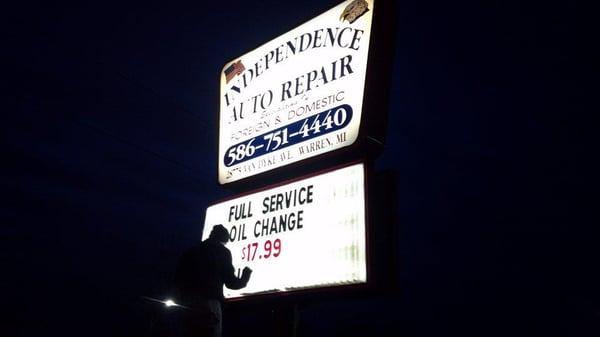 INDEPENDENCE
AUTO REPAIR
FOREIGN & DOMESTIC
586-751-4440
VAN DYKE AVE. WARREN, MI.
FULL SERVICE
OIL CHANGE
$17.99